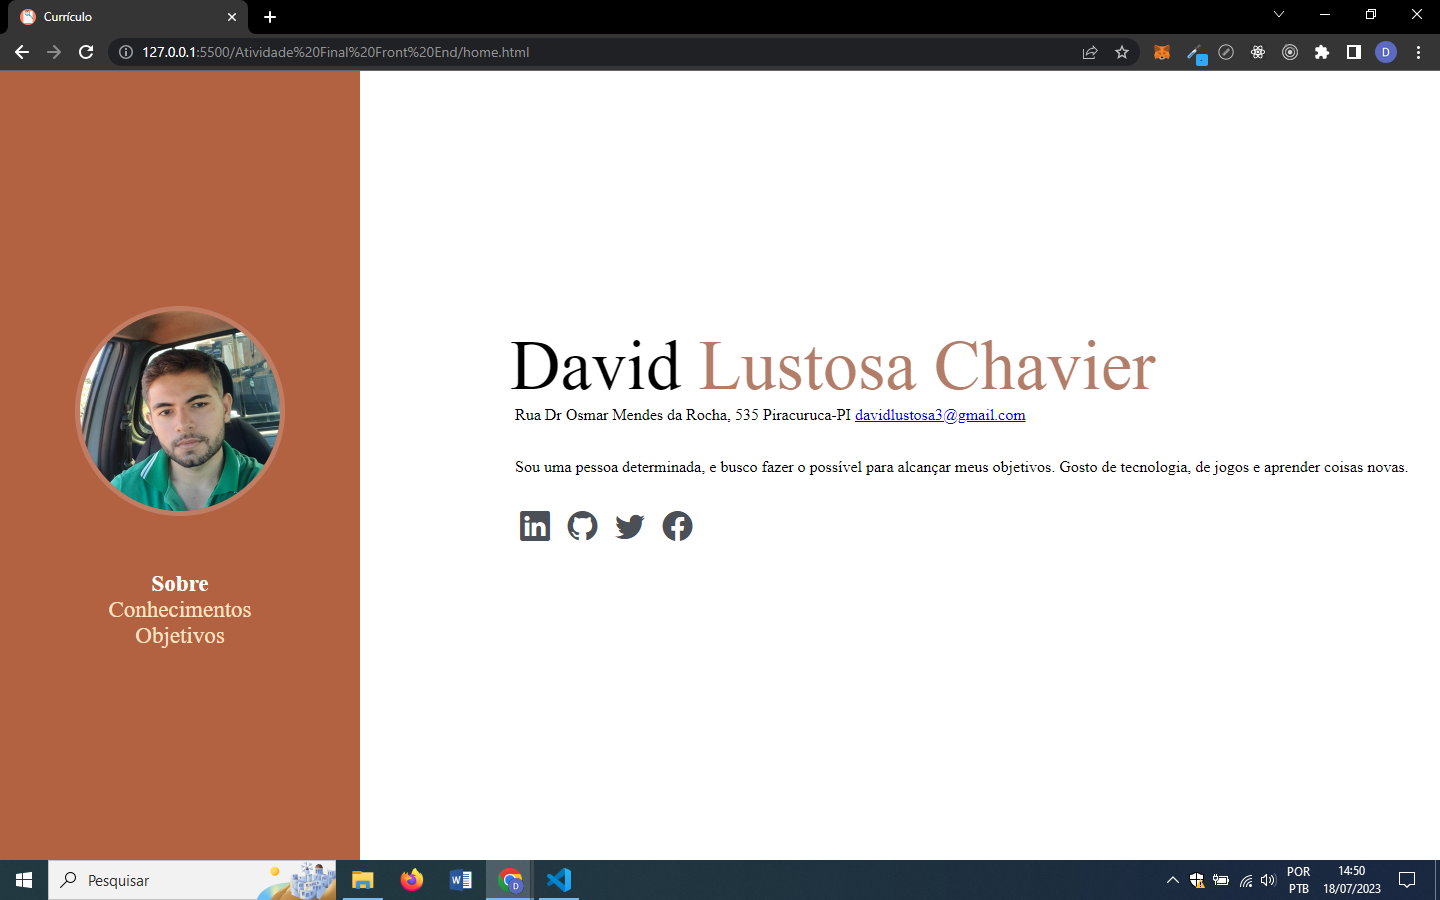 Currículo
127.0.0.1:5500/Atividade%20Final%20Front%20End/home.html
D
David Lustosa Chavier
Rua Dr Osmar Mendes da Rocha, 535 Piracuruca-PI davidlustosa3@gmail.com
Sou uma pessoa determinada, e busco fazer o possível para alcançar meus objetivos. Gosto de tecnologia, de jogos e aprender coisas novas.
in
Sobre
Conhecimentos
Objetivos
Pesquisar
W
D
POR
PTB
14:50
18/07/2023